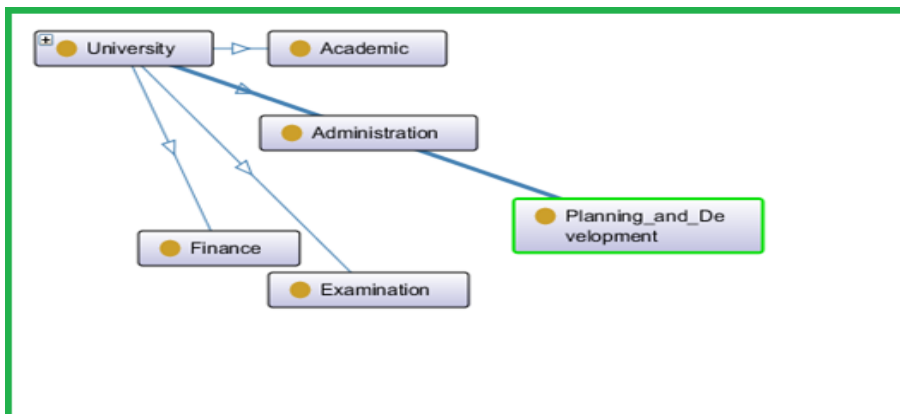 University
Academic
Administration
Planning_and_De
velopment
Finance
Examination